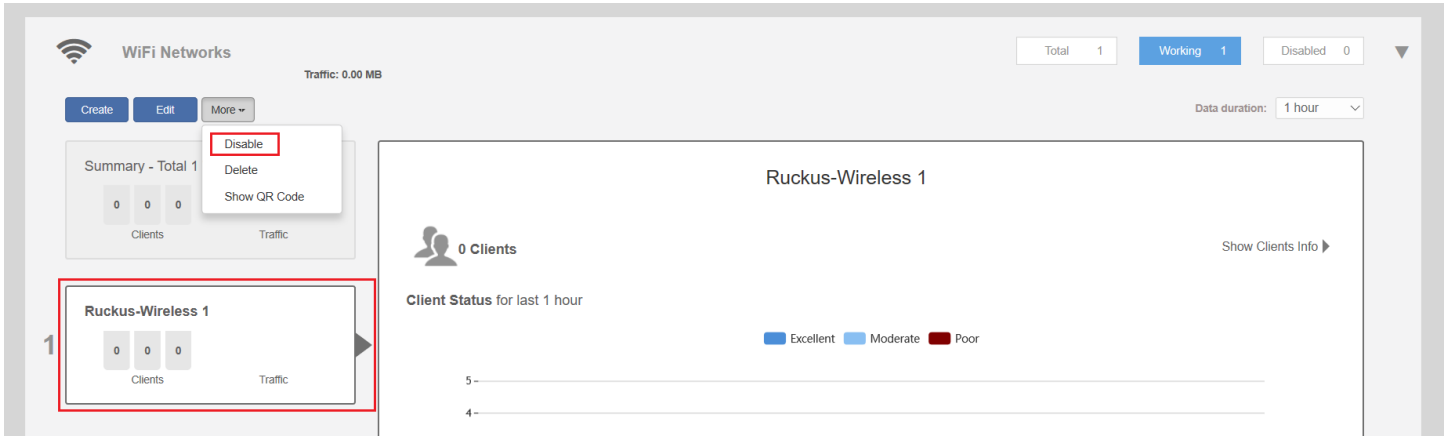 WiFi Networks
Total 1
Working 1
Disabled 0
Traffic: 0.00 MB
Create
Edit
More
Data duration: 1 hour
Disable
Delete
Show QR Code
Summary - Total 1
0 0 0
Clients Traffic
1
Ruckus-Wireless 1
0 0 0
Clients Traffic
Ruckus-Wireless 1
0 Clients
Show Clients Info
Client Status for last 1 hour
Excellent Moderate Poor
5
4